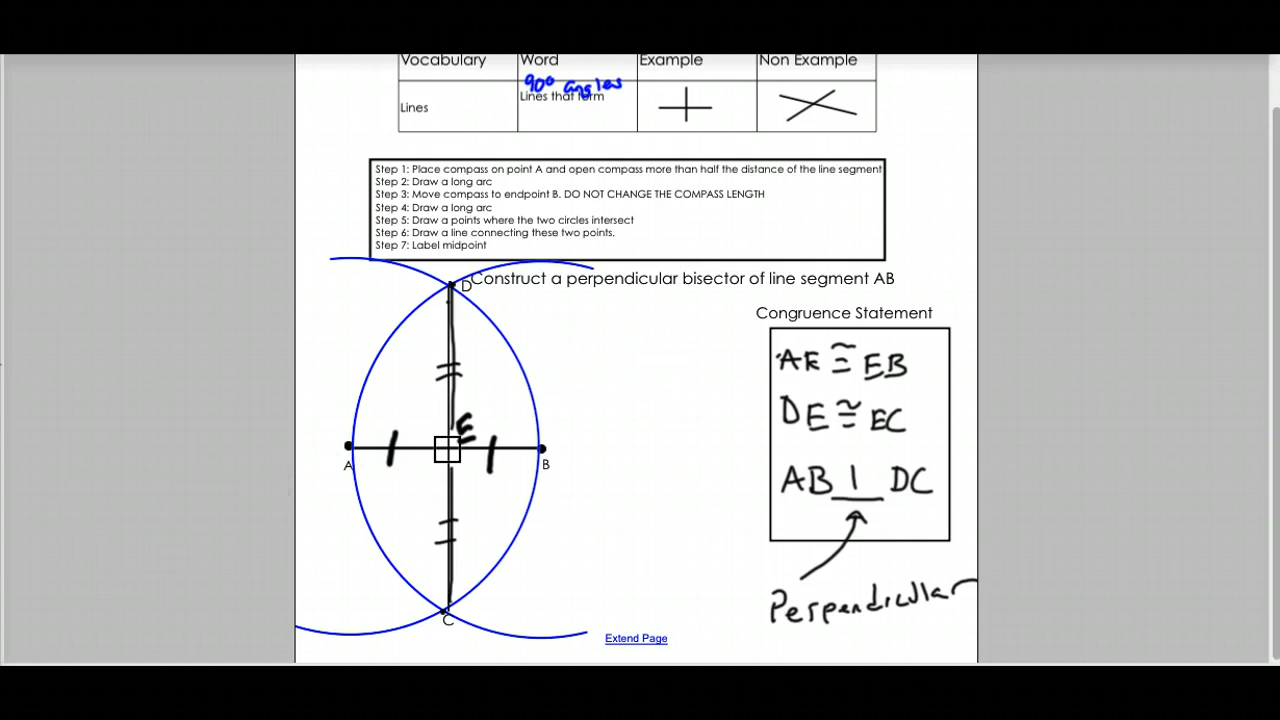 Vocabulary Word Example Non Example
90° angles
Lines that form
Lines
Step 1: Place compass on point A and open compass more than half the distance of the line segment
Step 2: Draw a long arc
Step 3: Move compass to endpoint B. DO NOT CHANGE THE COMPASS LENGTH
Step 4: Draw a long arc
Step 5: Draw a points where the two circles intersect
Step 6: Draw a line connecting these two points.
Step 7: Label midpoint
Construct a perpendicular bisector of line segment AB
D
Congruence Statement
AE ≅ EB
DE ≅ EC
AB ⊥ DC
Perpendicular
E
A
B
C
Extend Page